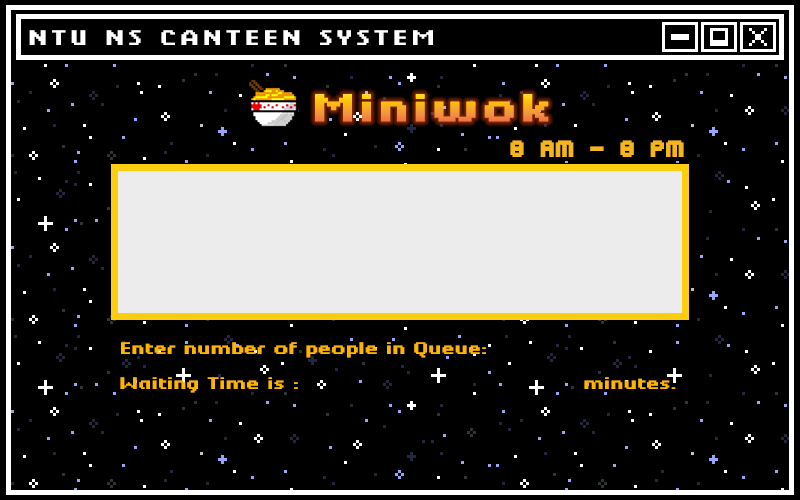 NTU NS CANTEEN SYSTEM
Miniwok
8 AM - 8 PM
Enter number of people in Queue:
Waiting Time is : minutes.